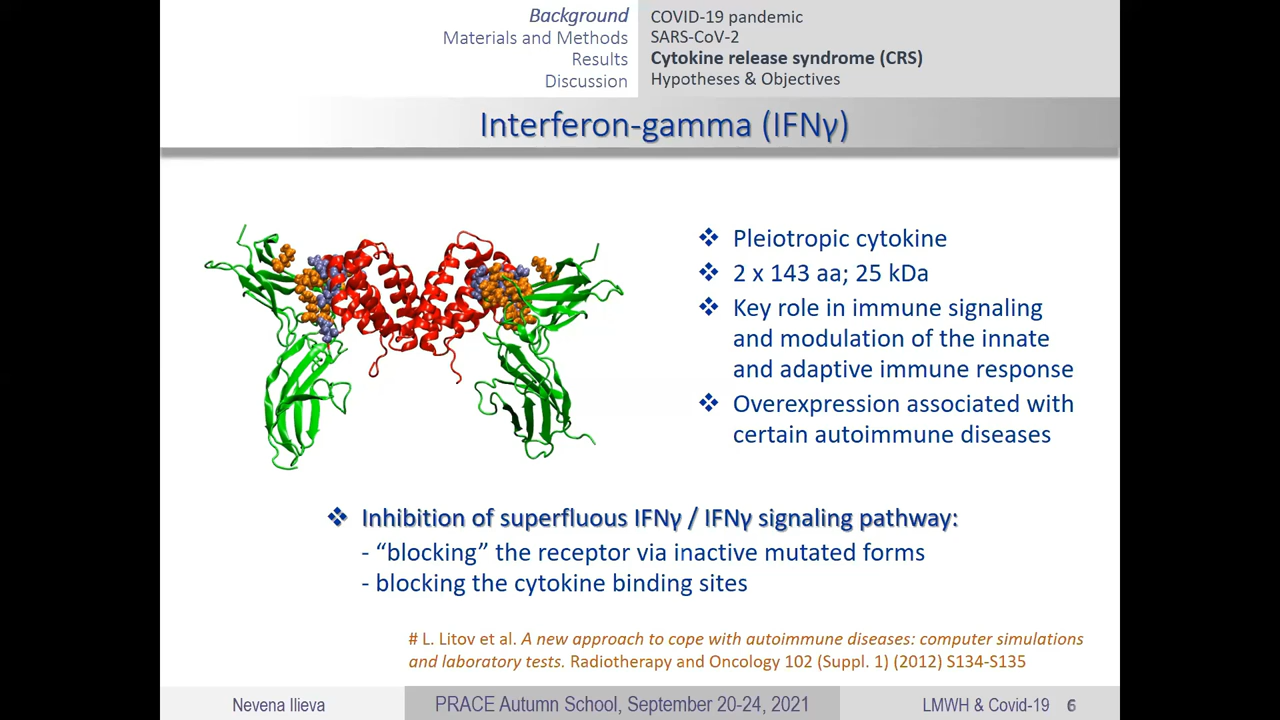 Background
Materials and Methods
Results
Discussion
COVID-19 pandemic
SARS-CoV-2
Cytokine release syndrome (CRS)
Hypotheses & Objectives
Interferon-gamma (IFNγ)
❖ Pleiotropic cytokine
❖ 2 x 143 aa; 25 kDa
❖ Key role in immune signaling
and modulation of the innate
and adaptive immune response
❖ Overexpression associated with
certain autoimmune diseases
❖ Inhibition of superfluous IFNγ / IFNγ signaling pathway:
- “blocking” the receptor via inactive mutated forms
- blocking the cytokine binding sites
# L. Litov et al. A new approach to cope with autoimmune diseases: computer simulations
and laboratory tests. Radiotherapy and Oncology 102 (Suppl. 1) (2012) S134-S135
Nevena Ilieva
PRACE Autumn School, September 20-24, 2021
LMWH & Covid-19 6